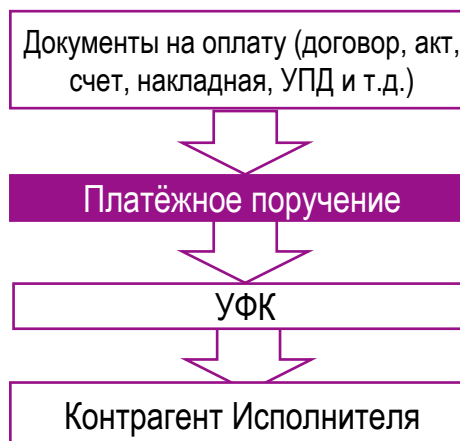 Документы на оплату (договор, акт,
счет, накладная, УПД и т.д.)
Платёжное поручение
УФК
Контрагент Исполнителя